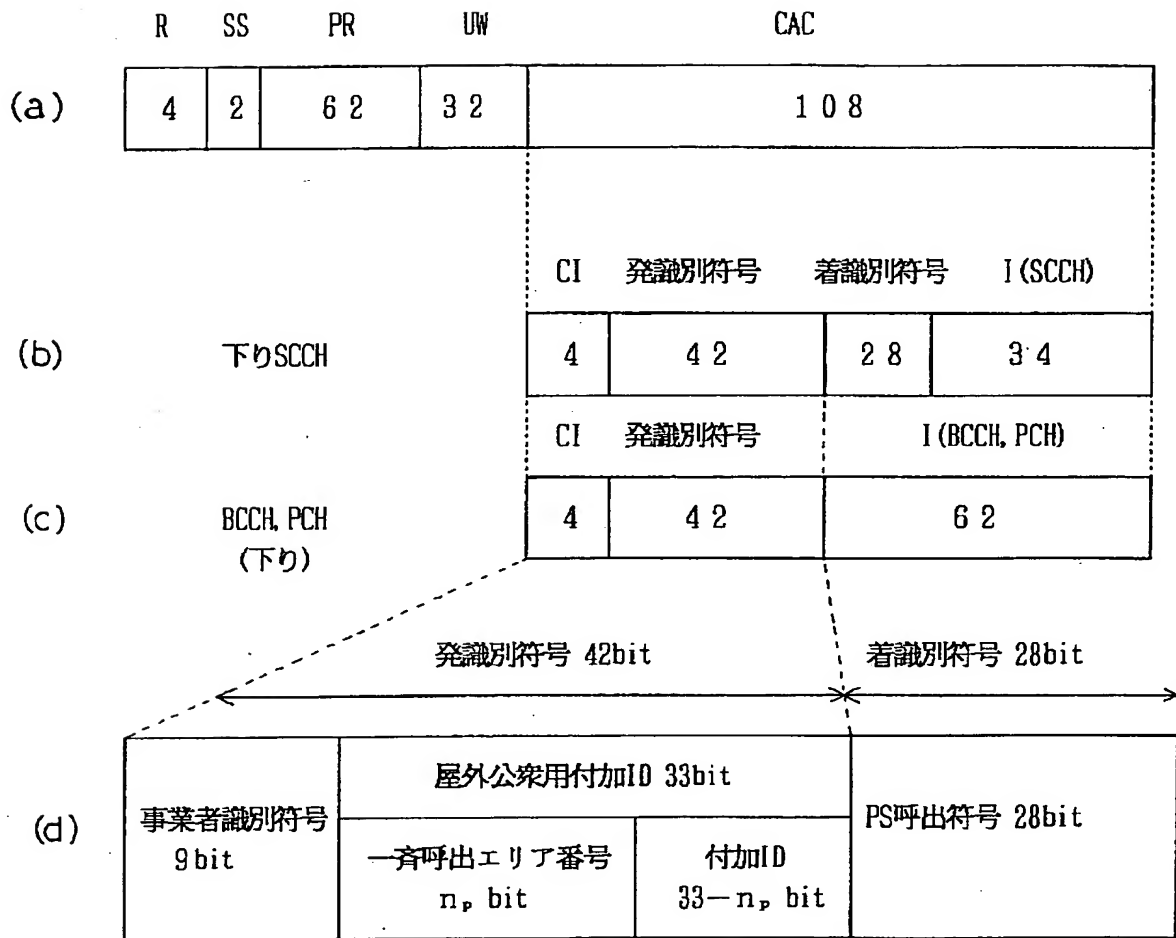 R SS PR UW CAC
(a) 4 2 62 32 108
CI 発識別符号 着識別符号 I(SCCH)
(b) 下りSCCH 4 42 28 34
CI 発識別符号 I(BCCH, PCH)
(c) BCCH, PCH 4 42 62
(下り)
発識別符号 42bit 着識別符号 28bit
屋外公衆用付加ID 33bit
(d) 事業者識別符号 PS呼出符号 28bit
9bit 一斉呼出エリア番号 付加ID
nP bit 33−nP bit